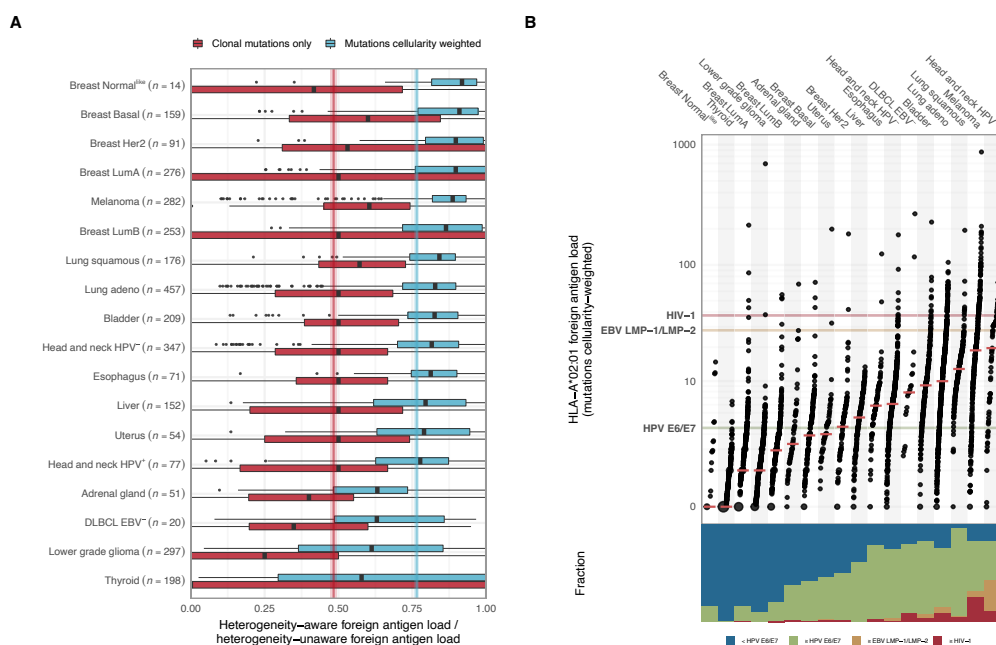 A
Clonal mutations only
Mutations cellularity weighted
Breast Normal^like (n = 14)
Breast Basal (n = 159)
Breast Her2 (n = 91)
Breast LumA (n = 276)
Melanoma (n = 282)
Breast LumB (n = 253)
Lung squamous (n = 176)
Lung adeno (n = 457)
Bladder (n = 209)
Head and neck HPV⁻ (n = 347)
Esophagus (n = 71)
Liver (n = 152)
Uterus (n = 54)
Head and neck HPV⁺ (n = 77)
Adrenal gland (n = 51)
DLBCL EBV⁻ (n = 20)
Lower grade glioma (n = 297)
Thyroid (n = 198)
0.00 0.25 0.50 0.75 1.00
Heterogeneity−aware foreign antigen load /
heterogeneity−unaware foreign antigen load
B
Breast Normal^like
Thyroid
Breast LumA
Lower grade glioma
Breast LumB
Adrenal gland
Breast Basal
Uterus
Breast Her2
Liver
Esophagus
Head and neck HPV⁻
DLBCL EBV⁻
Bladder
Lung adeno
Lung squamous
Melanoma
Head and neck HPV
HLA−A*02:01 foreign antigen load
(mutations cellularity−weighted)
1000
100
HIV−1
EBV LMP−1/LMP−2
10
HPV E6/E7
0
Fraction
< HPV E6/E7
≥ HPV E6/E7
≥ EBV LMP−1/LMP−2
≥ HIV−1